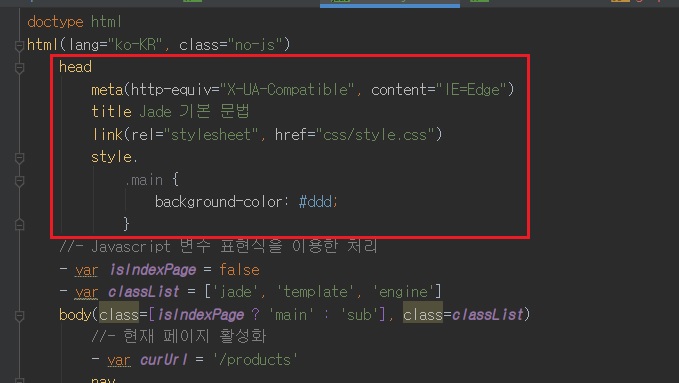 doctype html
html(lang="ko-KR", class="no-js")
head
meta(http-equiv="X-UA-Compatible", content="IE=Edge")
title Jade 기본 문법
link(rel="stylesheet", href="css/style.css")
style.
.main {
background-color: #ddd;
}
//- Javascript 변수 표현식을 이용한 처리
- var isIndexPage = false
- var classList = ['jade', 'template', 'engine']
body(class=[isIndexPage ? 'main' : 'sub'], class=classList)
//- 현재 페이지 활성화
- var curUrl = '/products'
nav